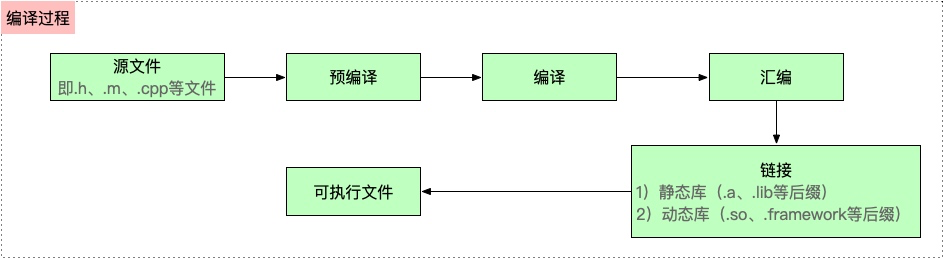 编译过程
源文件
即.h、.m、.cpp等文件
预编译
编译
汇编
链接
1）静态库（.a、.lib等后缀）
2）动态库（.so、.framework等后缀）
可执行文件